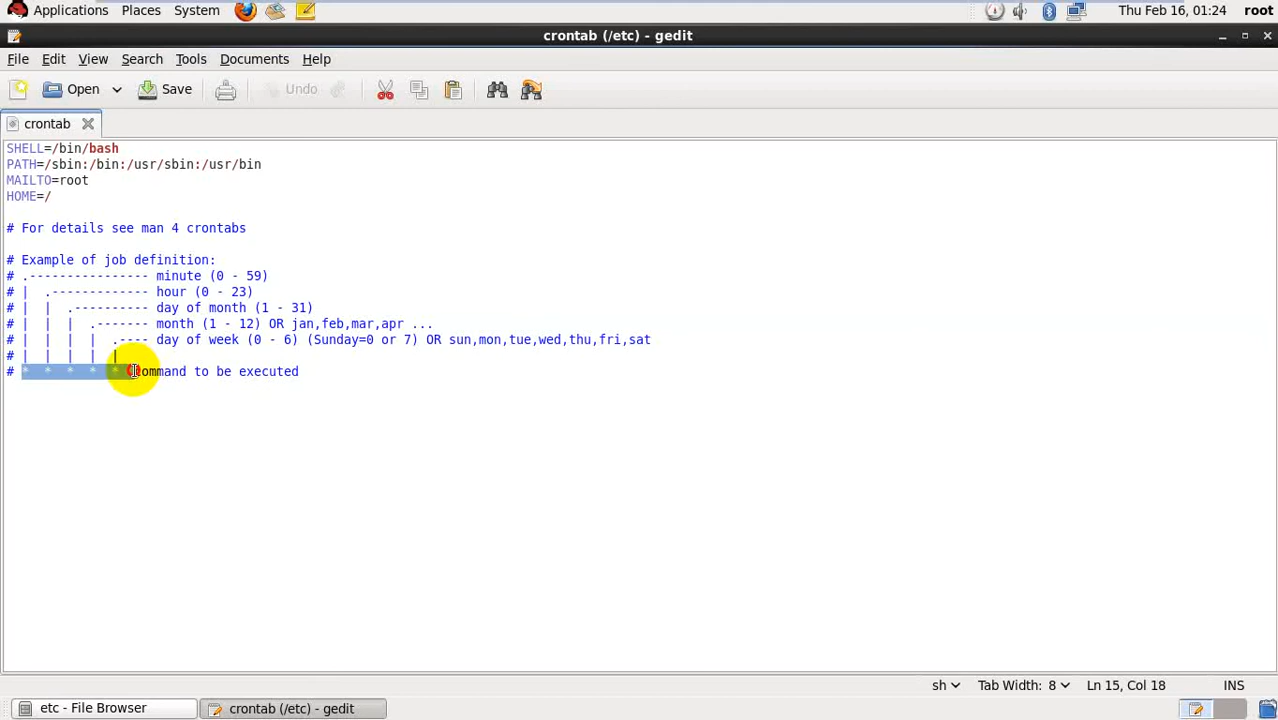 Applications Places System Thu Feb 16, 01:24 root
crontab (/etc) - gedit
File Edit View Search Tools Documents Help
Open Save Undo
crontab
SHELL=/bin/bash
PATH=/sbin:/bin:/usr/sbin:/usr/bin
MAILTO=root
HOME=/
# For details see man 4 crontabs
# Example of job definition:
# .---------------- minute (0 - 59)
# |  .------------- hour (0 - 23)
# |  |  .---------- day of month (1 - 31)
# |  |  |  .------- month (1 - 12) OR jan,feb,mar,apr ...
# |  |  |  |  .---- day of week (0 - 6) (Sunday=0 or 7) OR sun,mon,tue,wed,thu,fri,sat
# |  |  |  |  |
# *  *  *  *  * command to be executed
sh Tab Width: 8 Ln 15, Col 18 INS
etc - File Browser crontab (/etc) - gedit